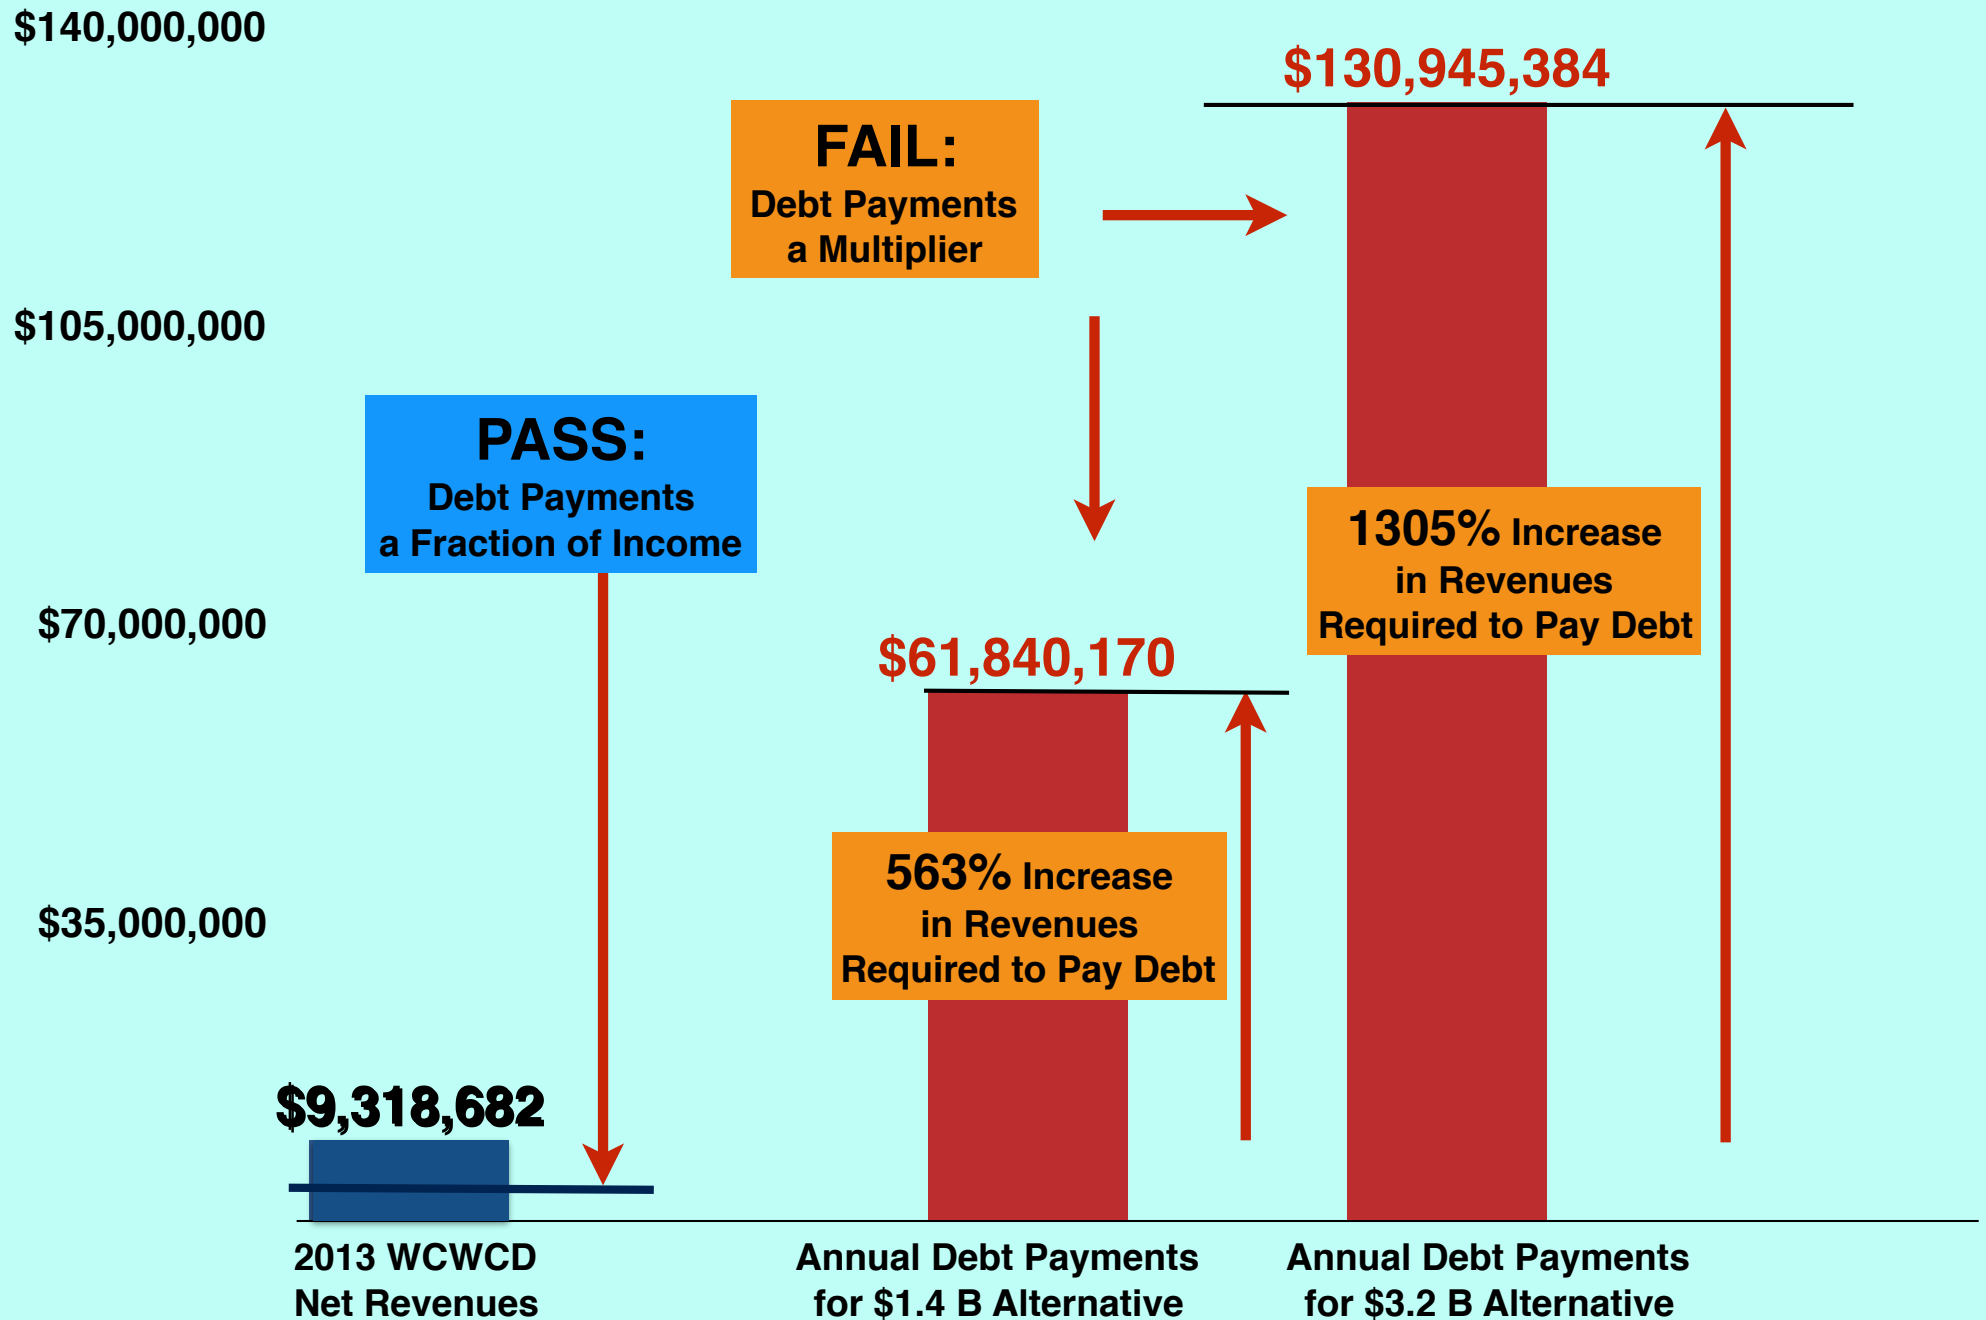 $140,000,000
$105,000,000
$70,000,000
$35,000,000
$130,945,384
FAIL:
Debt Payments
a Multiplier
PASS:
Debt Payments
a Fraction of Income
1305% Increase
in Revenues
Required to Pay Debt
$61,840,170
563% Increase
in Revenues
Required to Pay Debt
$9,318,682
2013 WCWCD
Net Revenues
Annual Debt Payments
for $1.4 B Alternative
Annual Debt Payments
for $3.2 B Alternative